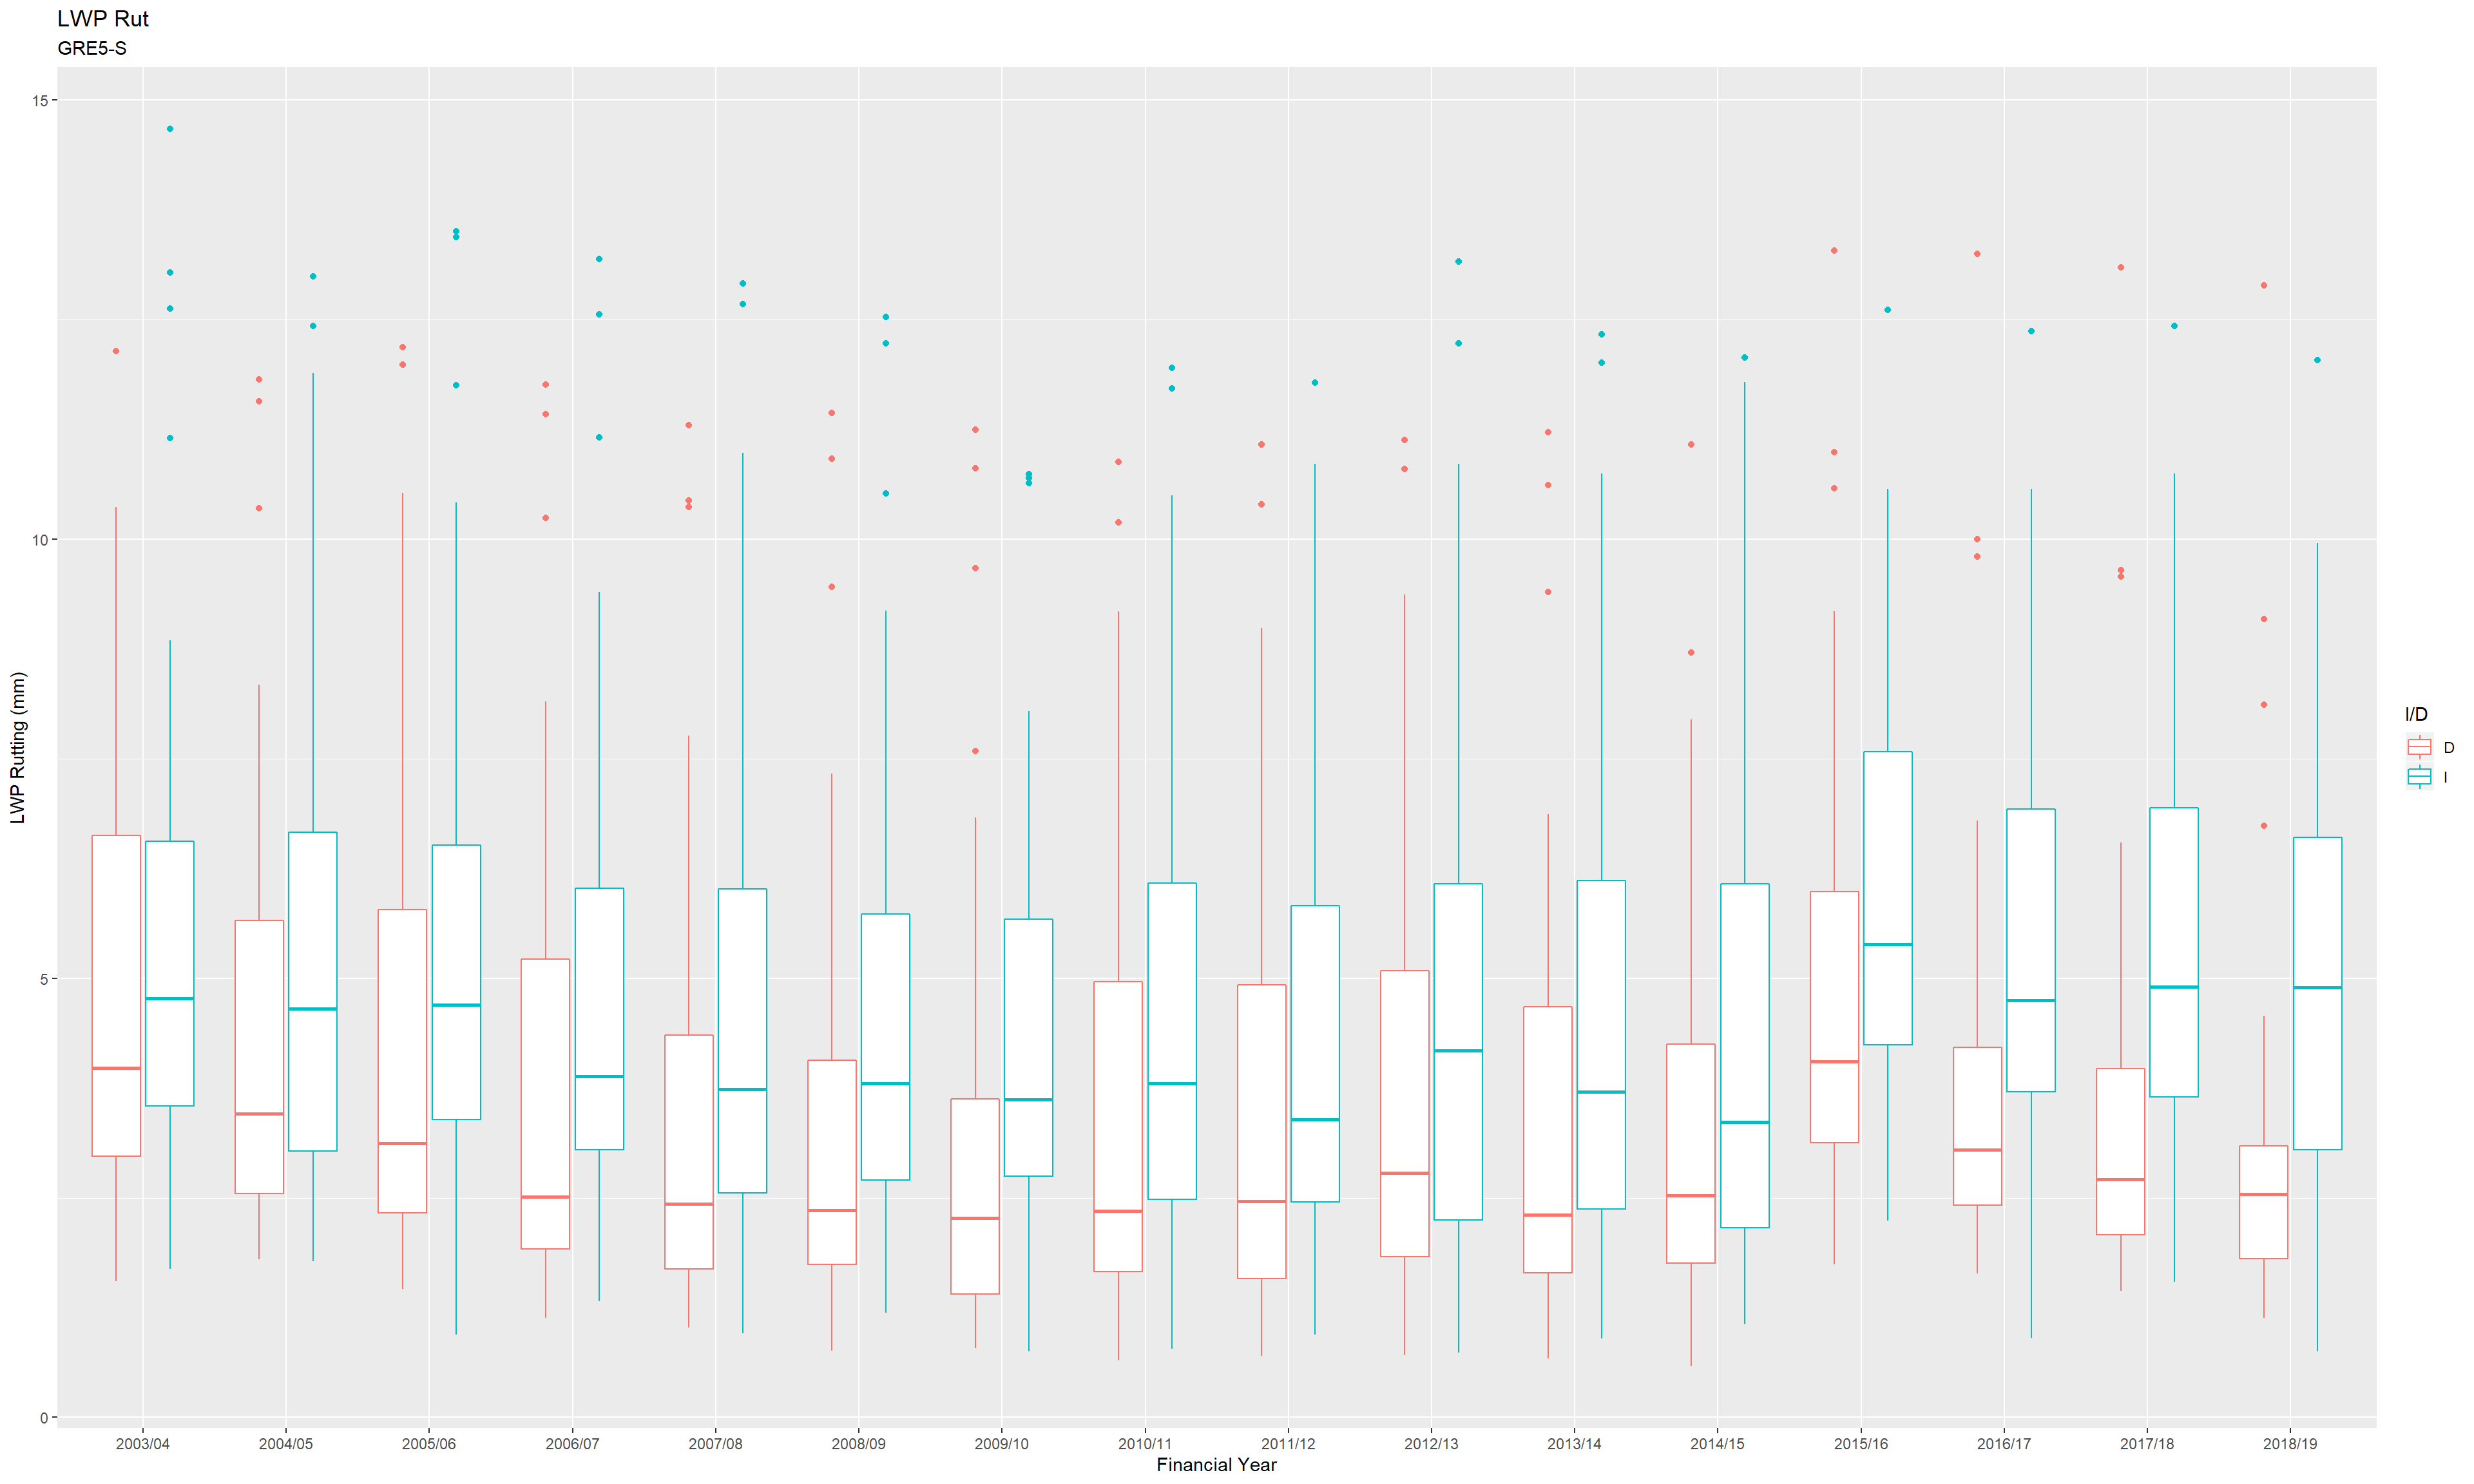 LWP Rut
GRE5-S
LWP Rutting (mm)
15
10
5
0
2003/04 2004/05 2005/06 2006/07 2007/08 2008/09 2009/10 2010/11 2011/12 2012/13 2013/14 2014/15 2015/16 2016/17 2017/18 2018/19
Financial Year
I/D
D
I